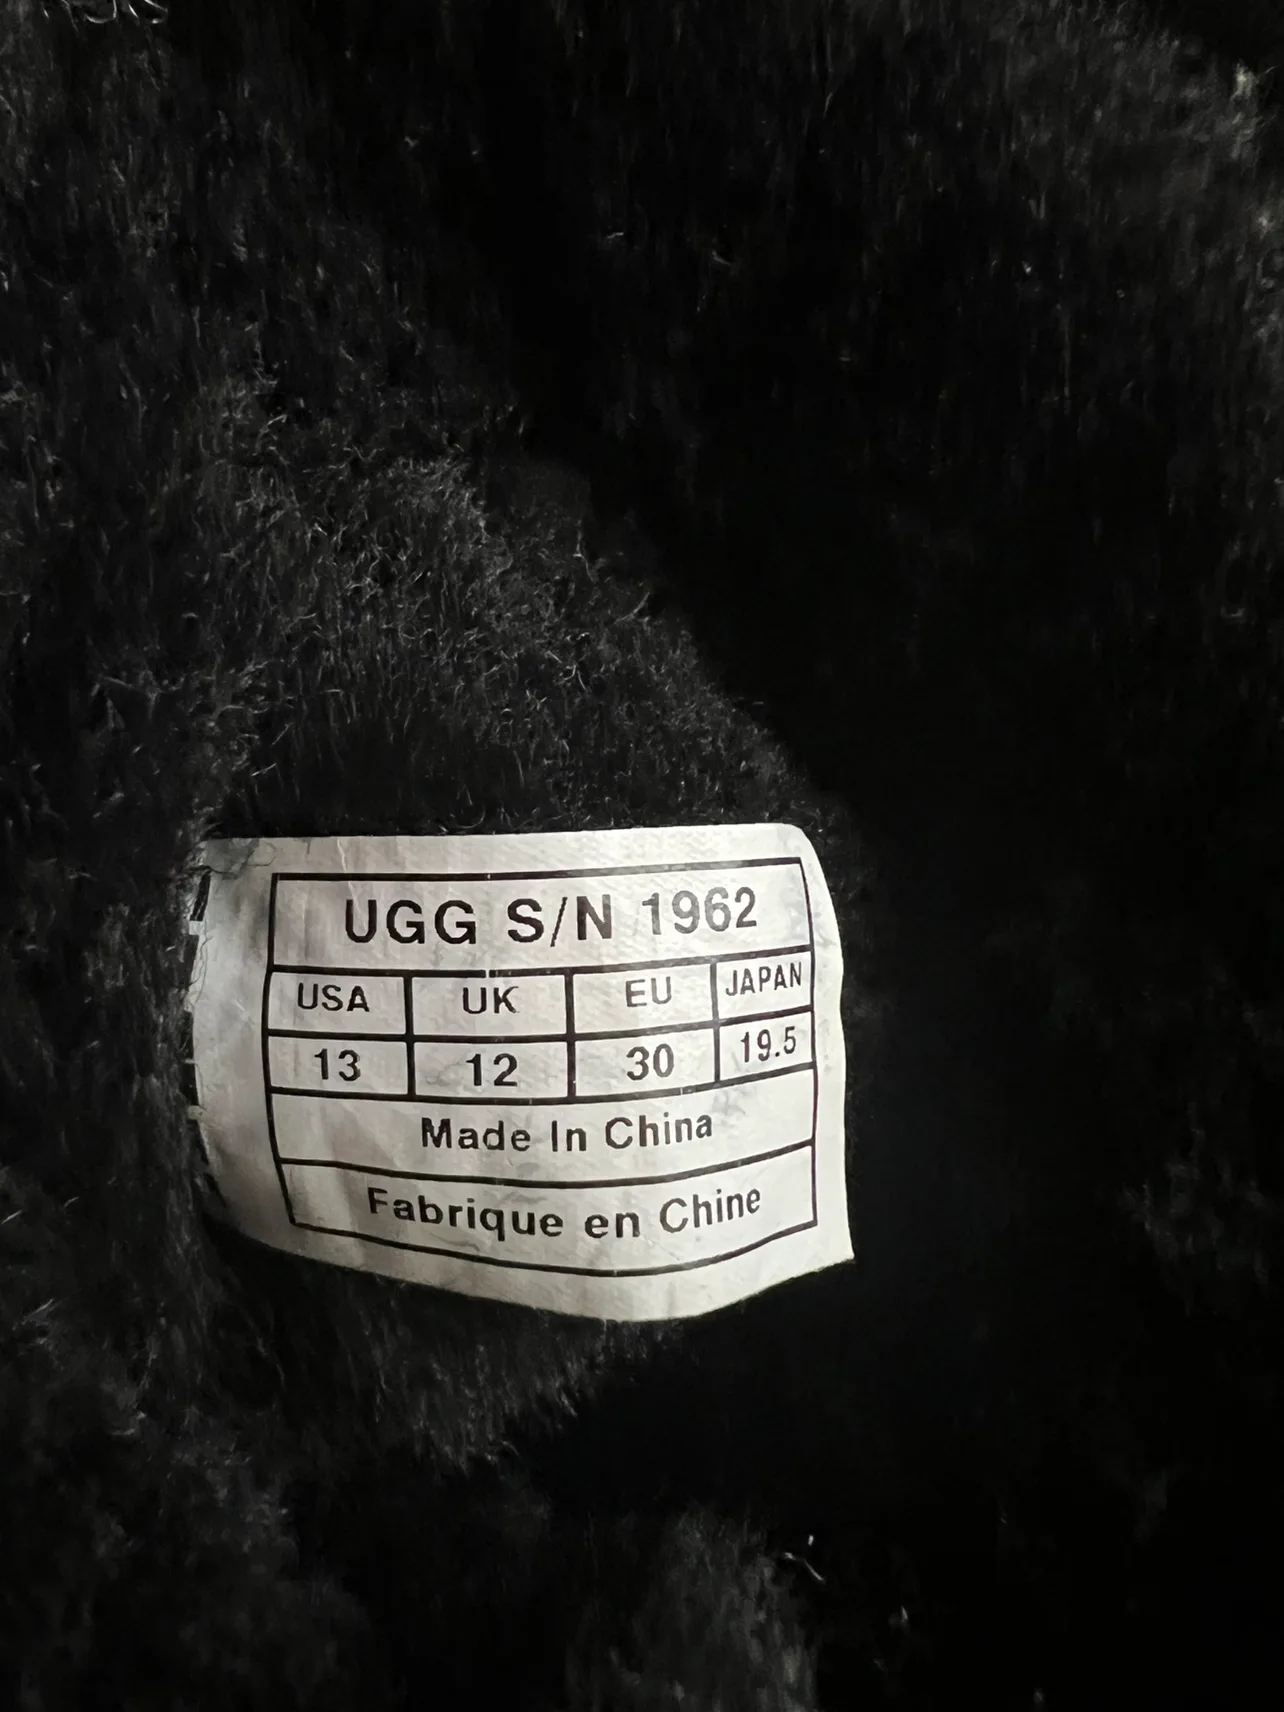 UGG S/N 1962
USA UK EU JAPAN
13 12 30 19.5
Made In China
Fabrique en Chine